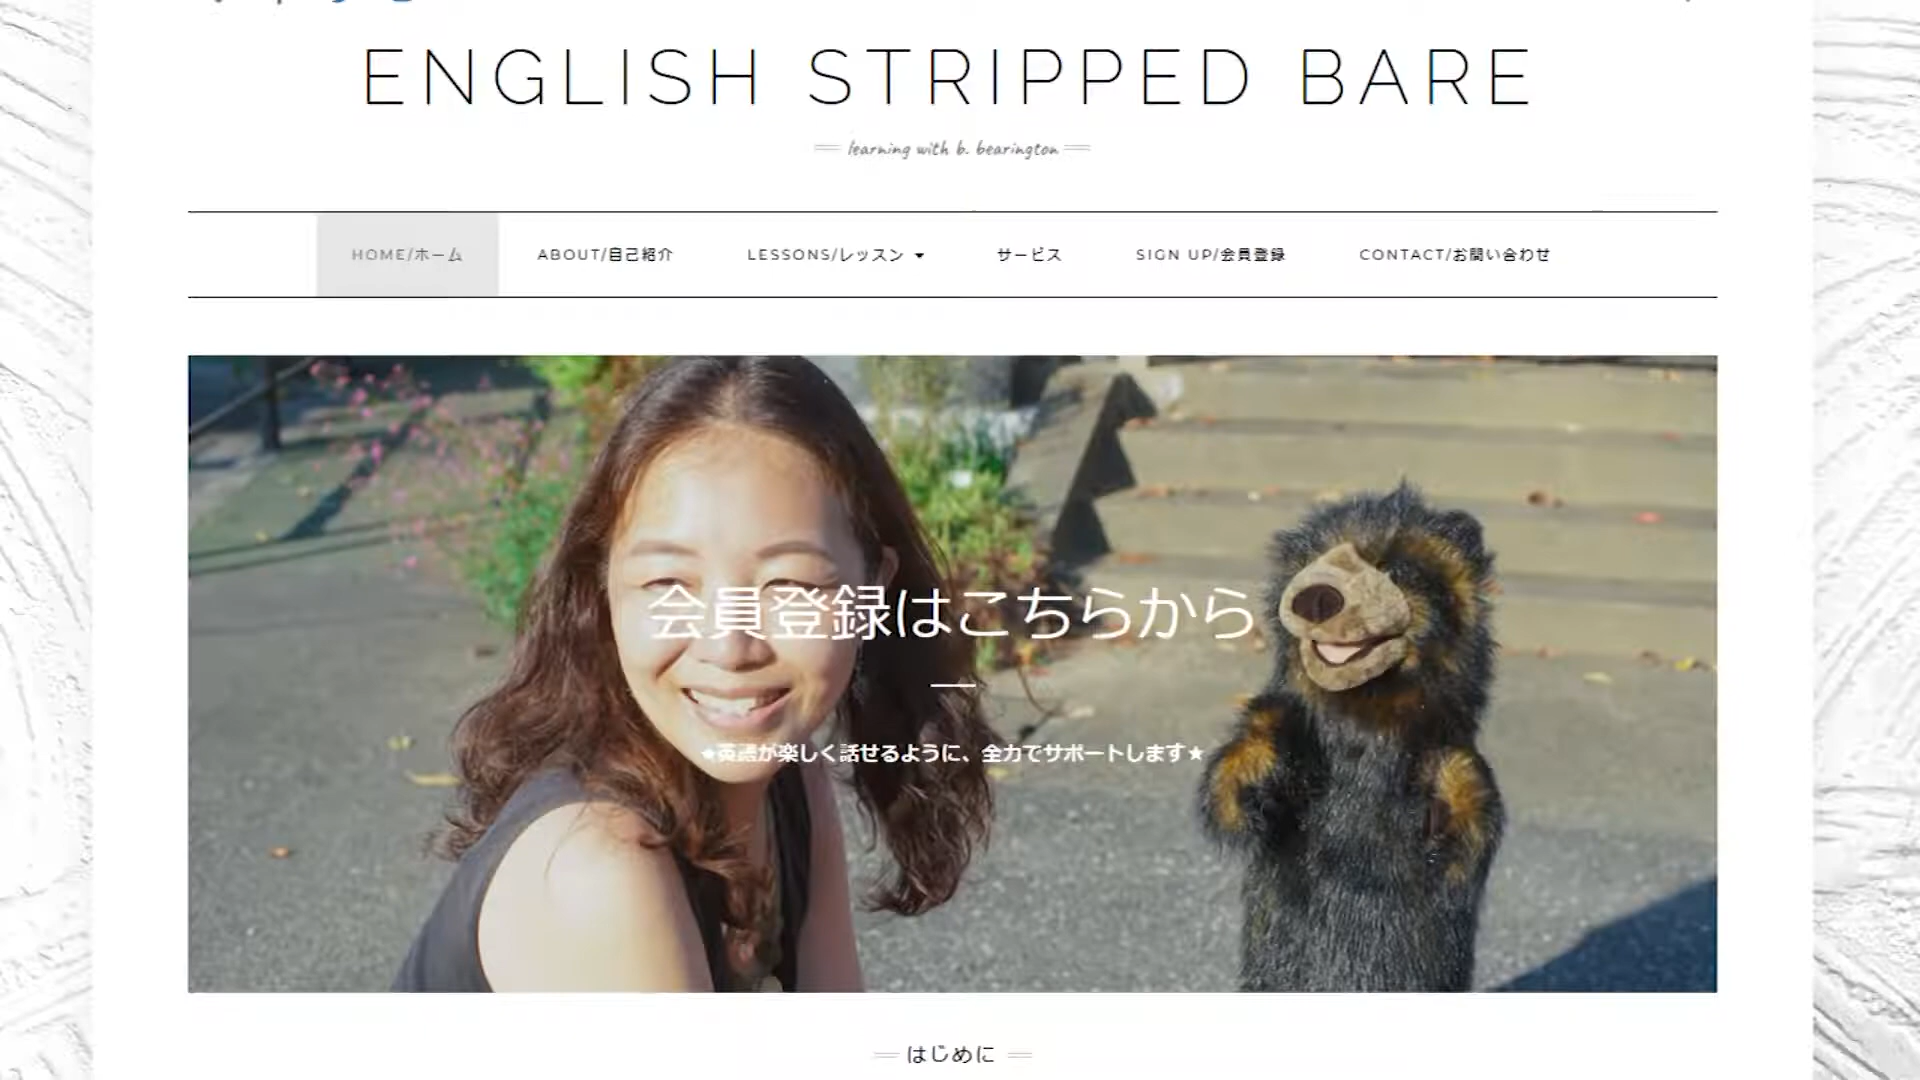 ENGLISH STRIPPED BARE
learning with b. bearington
HOME/ホーム ABOUT/自己紹介 LESSONS/レッスン サービス SIGN UP/会員登録 CONTACT/お問い合わせ
会員登録はこちらから
★英語が楽しく話せるように、全力でサポートします★
はじめに